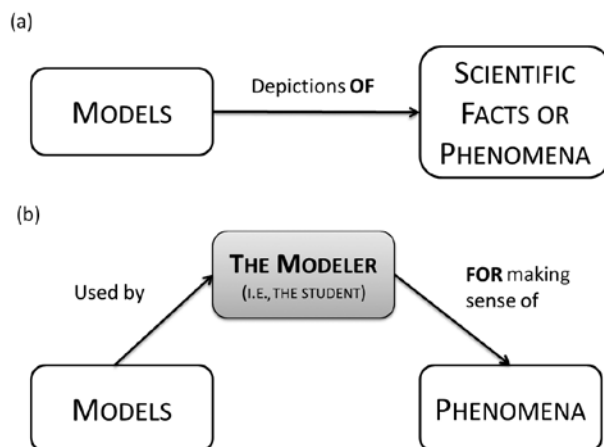 (a)
MODELS
Depictions OF
SCIENTIFIC
FACTS OR
PHENOMENA
(b)
THE MODELER
(I.E., THE STUDENT)
Used by
FOR making
sense of
MODELS
PHENOMENA